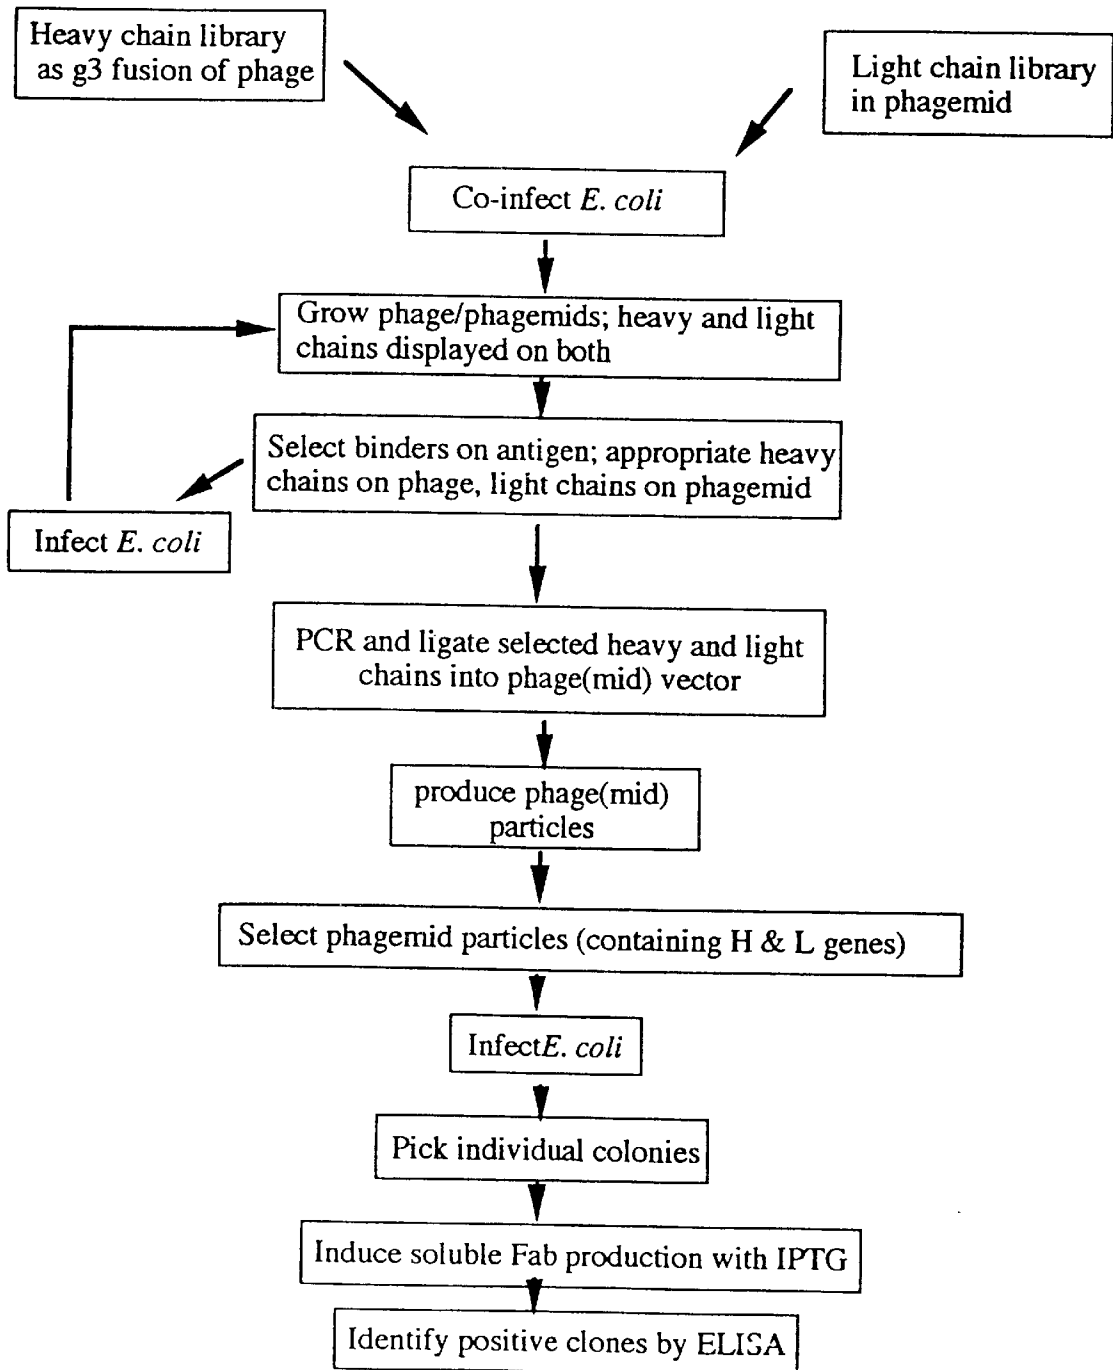 Heavy chain library
as g3 fusion of phage
Light chain library
in phagemid
Co-infect E. coli
Grow phage/phagemids; heavy and light
chains displayed on both
Select binders on antigen; appropriate heavy
chains on phage, light chains on phagemid
Infect E. coli
PCR and ligate selected heavy and light
chains into phage(mid) vector
produce phage(mid)
particles
Select phagemid particles (containing H & L genes)
InfectE. coli
Pick individual colonies
Induce soluble Fab production with IPTG
Identify positive clones by ELISA